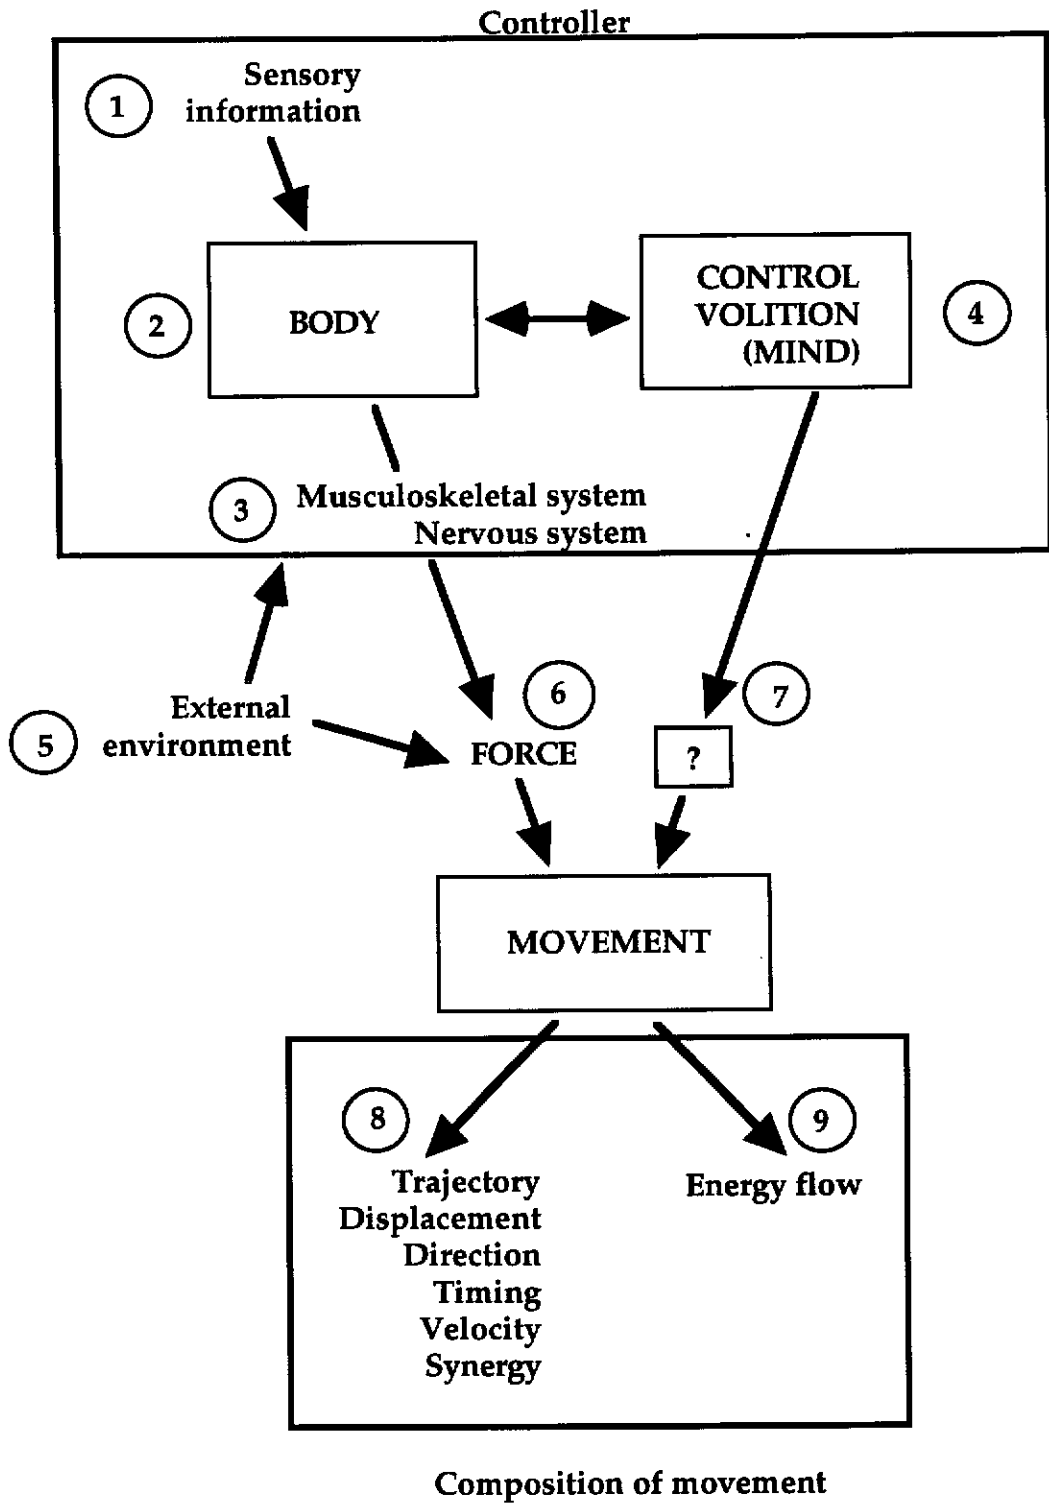 Controller
1
Sensory
information
2
BODY
CONTROL
VOLITION
(MIND)
4
3
Musculoskeletal system
Nervous system
5
External
environment
6
FORCE
7
?
MOVEMENT
8
Trajectory
Displacement
Direction
Timing
Velocity
Synergy
9
Energy flow
Composition of movement